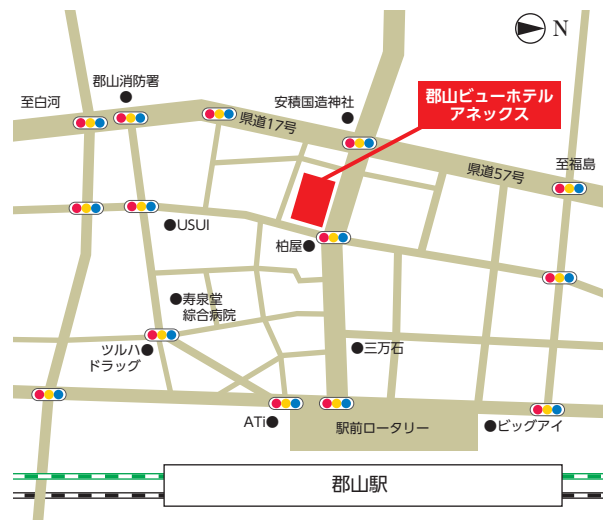 N
郡山消防署
至白河
安積国造神社
郡山ビューホテル
アネックス
県道17号
県道57号
至福島
USUI
柏屋
寿泉堂
綜合病院
ツルハ
ドラッグ
三万石
ATi
駅前ロータリー
ビッグアイ
郡山駅